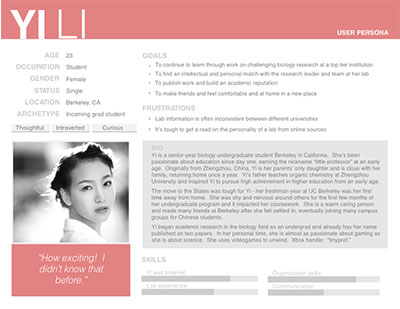 YI LI
USER PERSONA
AGE 23
OCCUPATION Student
GENDER Female
STATUS Single
LOCATION Berkeley, CA
ARCHETYPE Incoming grad student
Thoughtful Intraverted Curious
"How exciting! I
didn't know that
before."
GOALS
• To continue to learn through work on challenging biology research at a top tier institution
• To find an intellectual and personal match with the research leader and team at her lab
• To publish work and build an academic reputation
• To make friends and feel comfortable and at home in a new place
FRUSTRATIONS
• Lab information is often inconsistent between different universities
• It's tough to get a read on the personality of a lab from online sources
BIO
Yi is a senior-year biology undergraduate student Berkeley in California. She's been
passionate about education since day one, earning the nickname "little professor" at an early
age. Originally from Zhengzhou, China, Yi is her parents' only daughter and is close with her
family, returning home once a year. Yi's father teaches organic chemistry at Zhengzhou
University and inspired Yi to pursue high achievement in higher education from an early age.
The move to the States was tough for Yi - her freshman year at UC Berkeley was her first
time away from home. She was shy and nervous around others for the first few months of
her undergraduate program and it impacted her coursework. She is a warm caring person
and made many friends at Berkeley after she felt settled in, eventually joining many campus
groups for Chinese students.
Yi began academic research in the biology field as an undergrad and already has her name
published on two papers. In her personal time, she is almost as passionate about gaming as
she is about science. She uses videogames to unwind. Xbox handle: "tinyprof."
SKILLS
IT and Internet
Organization skills
Lab experience
Communication